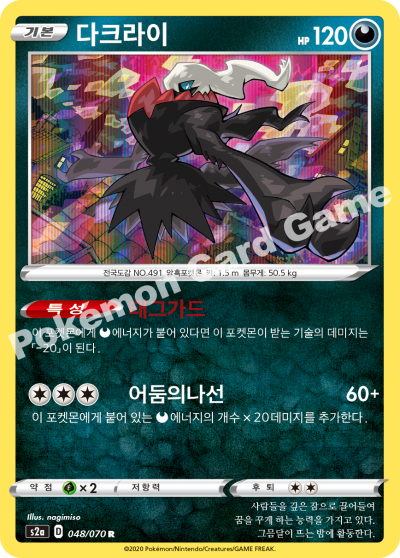 기본 다크라이 HP 120
전국도감 NO.491 암흑포켓몬 키: 1.5 m 몸무게: 50.5 kg
Pokémon Card Game
특성 태그가드
이 포켓몬에게 에너지가 붙어 있다면 이 포켓몬이 받는 기술의 데미지는
「-20」이 된다.
어둠의나선 60+
이 포켓몬에게 붙어 있는 에너지의 개수 × 20데미지를 추가한다.
약점 × 2 저항력 후퇴
Illus. nagimiso
s2a D 048/070 R
사람들을 깊은 잠으로 끌어들여
꿈을 꾸게 하는 능력을 가지고 있다.
그믐달이 뜨는 밤에 활동한다.
©2020 Pokémon/Nintendo/Creatures/GAME FREAK.